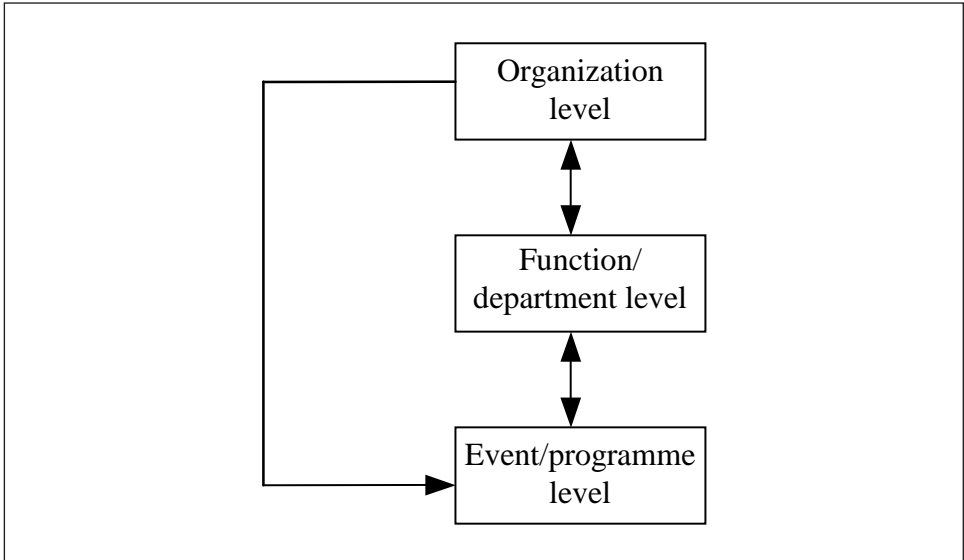 Organization
level
Function/
department level
Event/programme
level